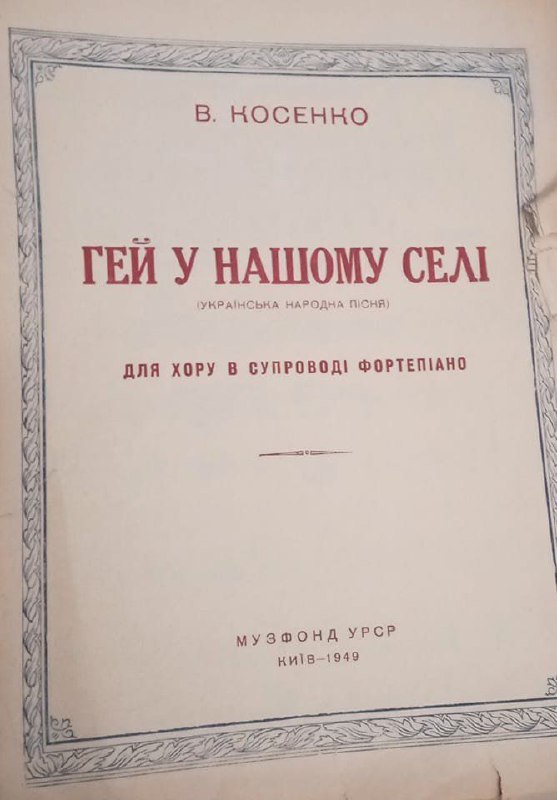 В. КОСЕНКО
ГЕЙ У НАШОМУ СЕЛІ
(УКРАЇНСЬКА НАРОДНА ПІСНЯ)
ДЛЯ ХОРУ В СУПРОВОДІ ФОРТЕПІАНО
МУЗФОНД УРСР
КИЇВ–1949